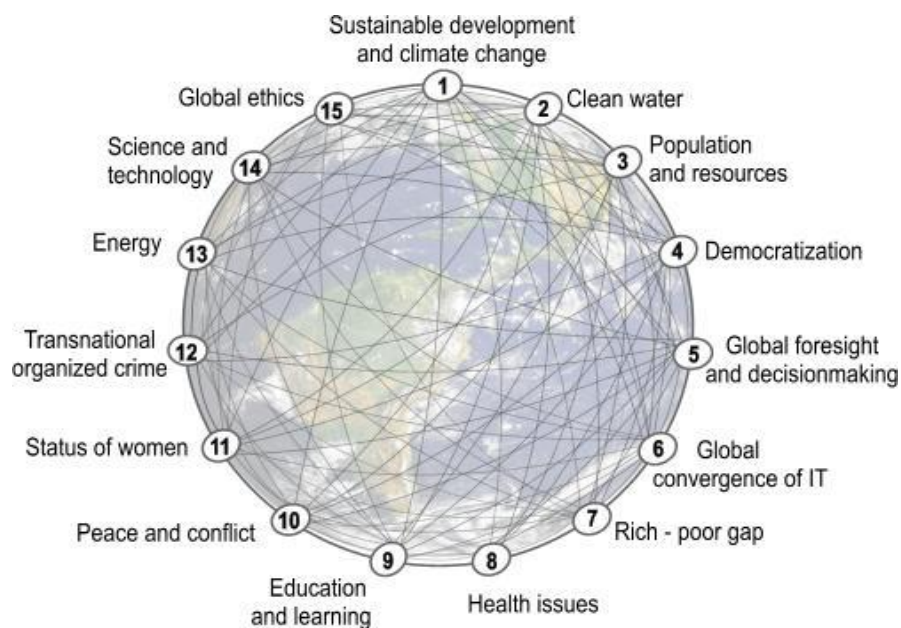 Sustainable development
and climate change
1
2
Clean water
3
Population
and resources
4
Democratization
5
Global foresight
and decisionmaking
6
Global
convergence of IT
7
Rich - poor gap
8
Health issues
9
Education
and learning
10
Peace and conflict
11
Status of women
12
Transnational
organized crime
13
Energy
14
Science and
technology
15
Global ethics